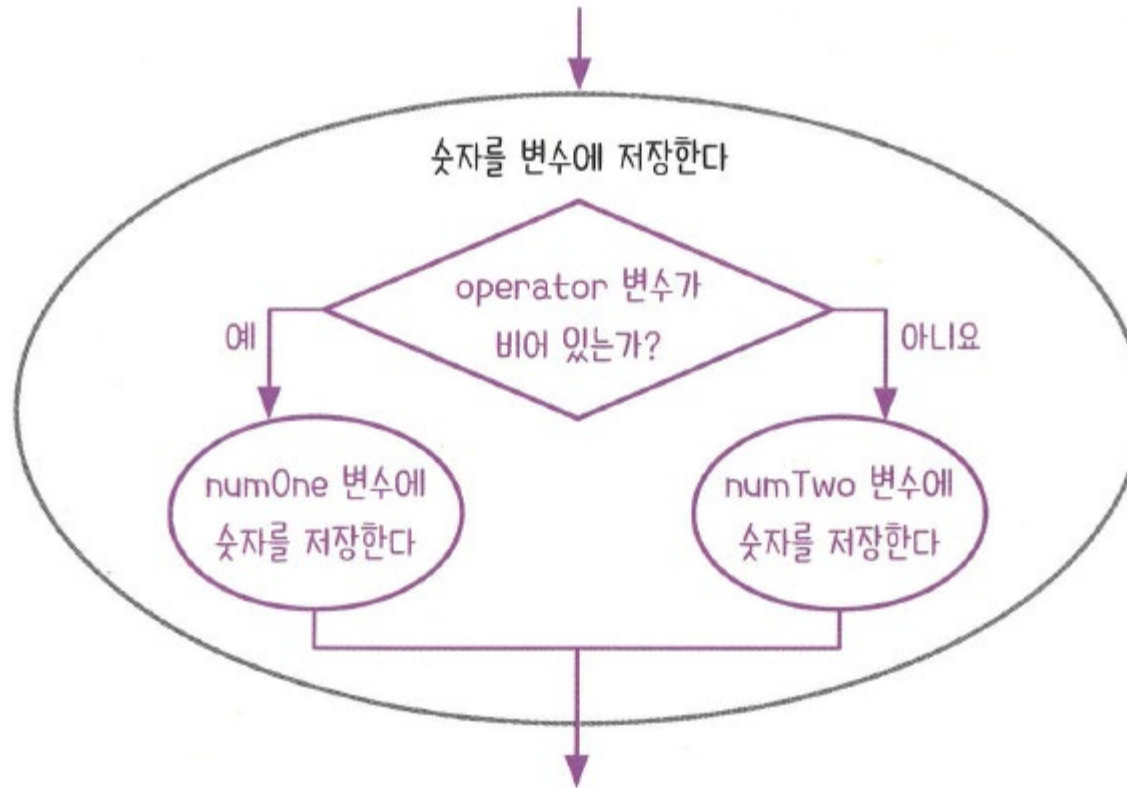 숫자를 변수에 저장한다
operator 변수가
비어 있는가?
예
아니요
numOne 변수에
숫자를 저장한다
numTwo 변수에
숫자를 저장한다